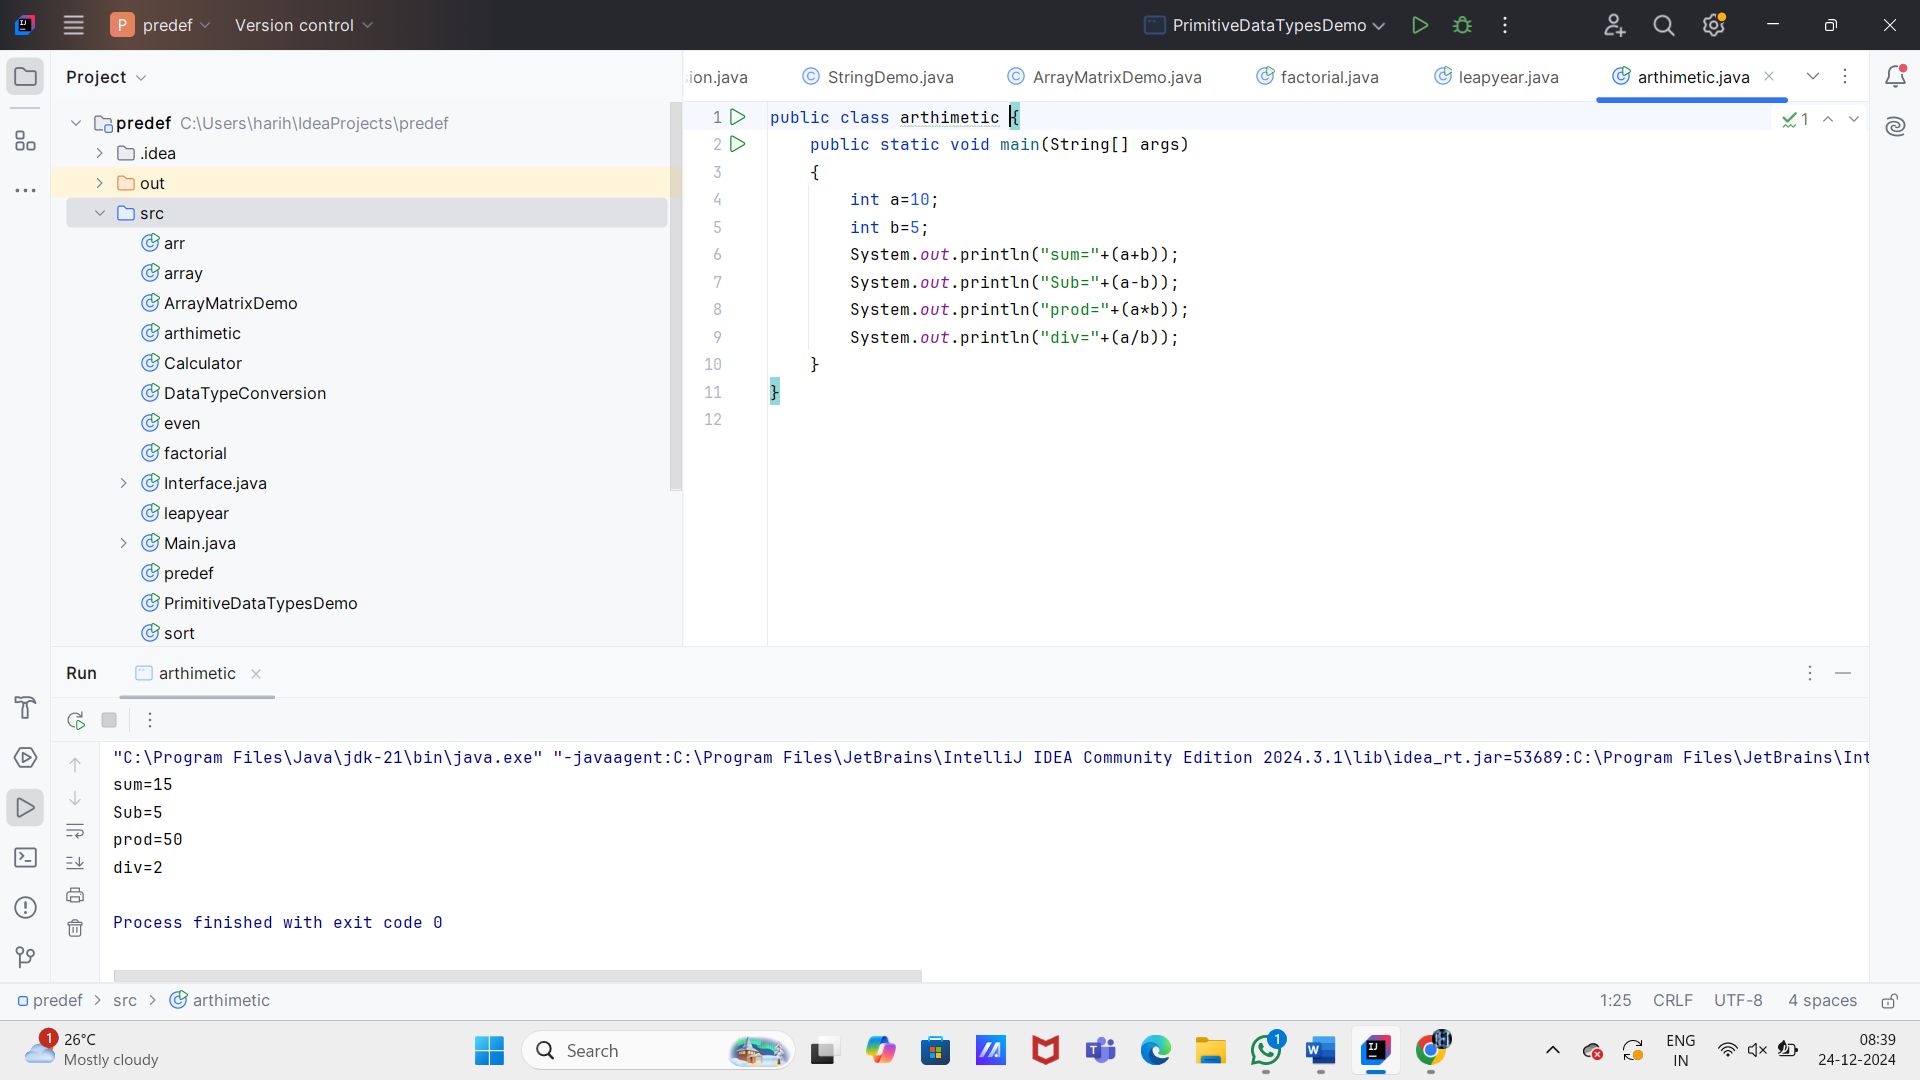 P predef Version control PrimitiveDataTypesDemo
Project
ion.java StringDemo.java ArrayMatrixDemo.java factorial.java leapyear.java arthimetic.java
predef C:\Users\harih\IdeaProjects\predef
.idea
out
src
arr
array
ArrayMatrixDemo
arthimetic
Calculator
DataTypeConversion
even
factorial
Interface.java
leapyear
Main.java
predef
PrimitiveDataTypesDemo
sort
1 public class arthimetic {
2 public static void main(String[] args)
3 {
4 int a=10;
5 int b=5;
6 System.out.println("sum="+(a+b));
7 System.out.println("Sub="+(a-b));
8 System.out.println("prod="+(a*b));
9 System.out.println("div="+(a/b));
10 }
11 }
12
1
Run arthimetic
"C:\Program Files\Java\jdk-21\bin\java.exe" "-javaagent:C:\Program Files\JetBrains\IntelliJ IDEA Community Edition 2024.3.1\lib\idea_rt.jar=53689:C:\Program Files\JetBrains\Int
sum=15
Sub=5
prod=50
div=2
Process finished with exit code 0
predef > src > arthimetic 1:25 CRLF UTF-8 4 spaces
1 26°C
Mostly cloudy
Search
1
ENG
IN
08:39
24-12-2024